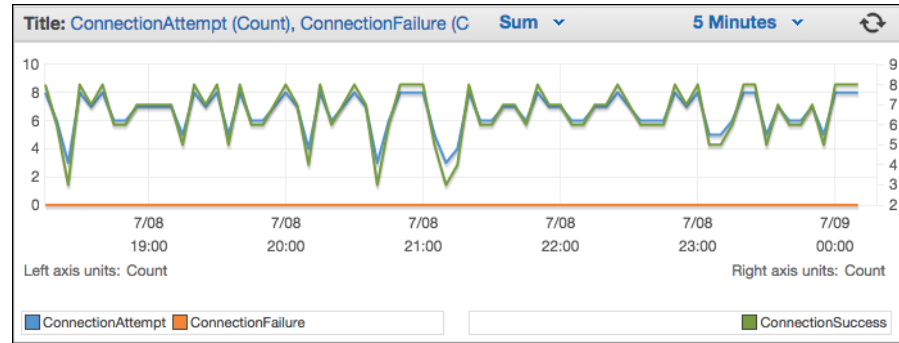 Title: ConnectionAttempt (Count), ConnectionFailure (C Sum 5 Minutes
10 9
8 8
7
6 6
5
4 4
2 3
0 2
7/08 7/08 7/08 7/08 7/08 7/09
19:00 20:00 21:00 22:00 23:00 00:00
Left axis units: Count Right axis units: Count
ConnectionAttempt ConnectionFailure ConnectionSuccess